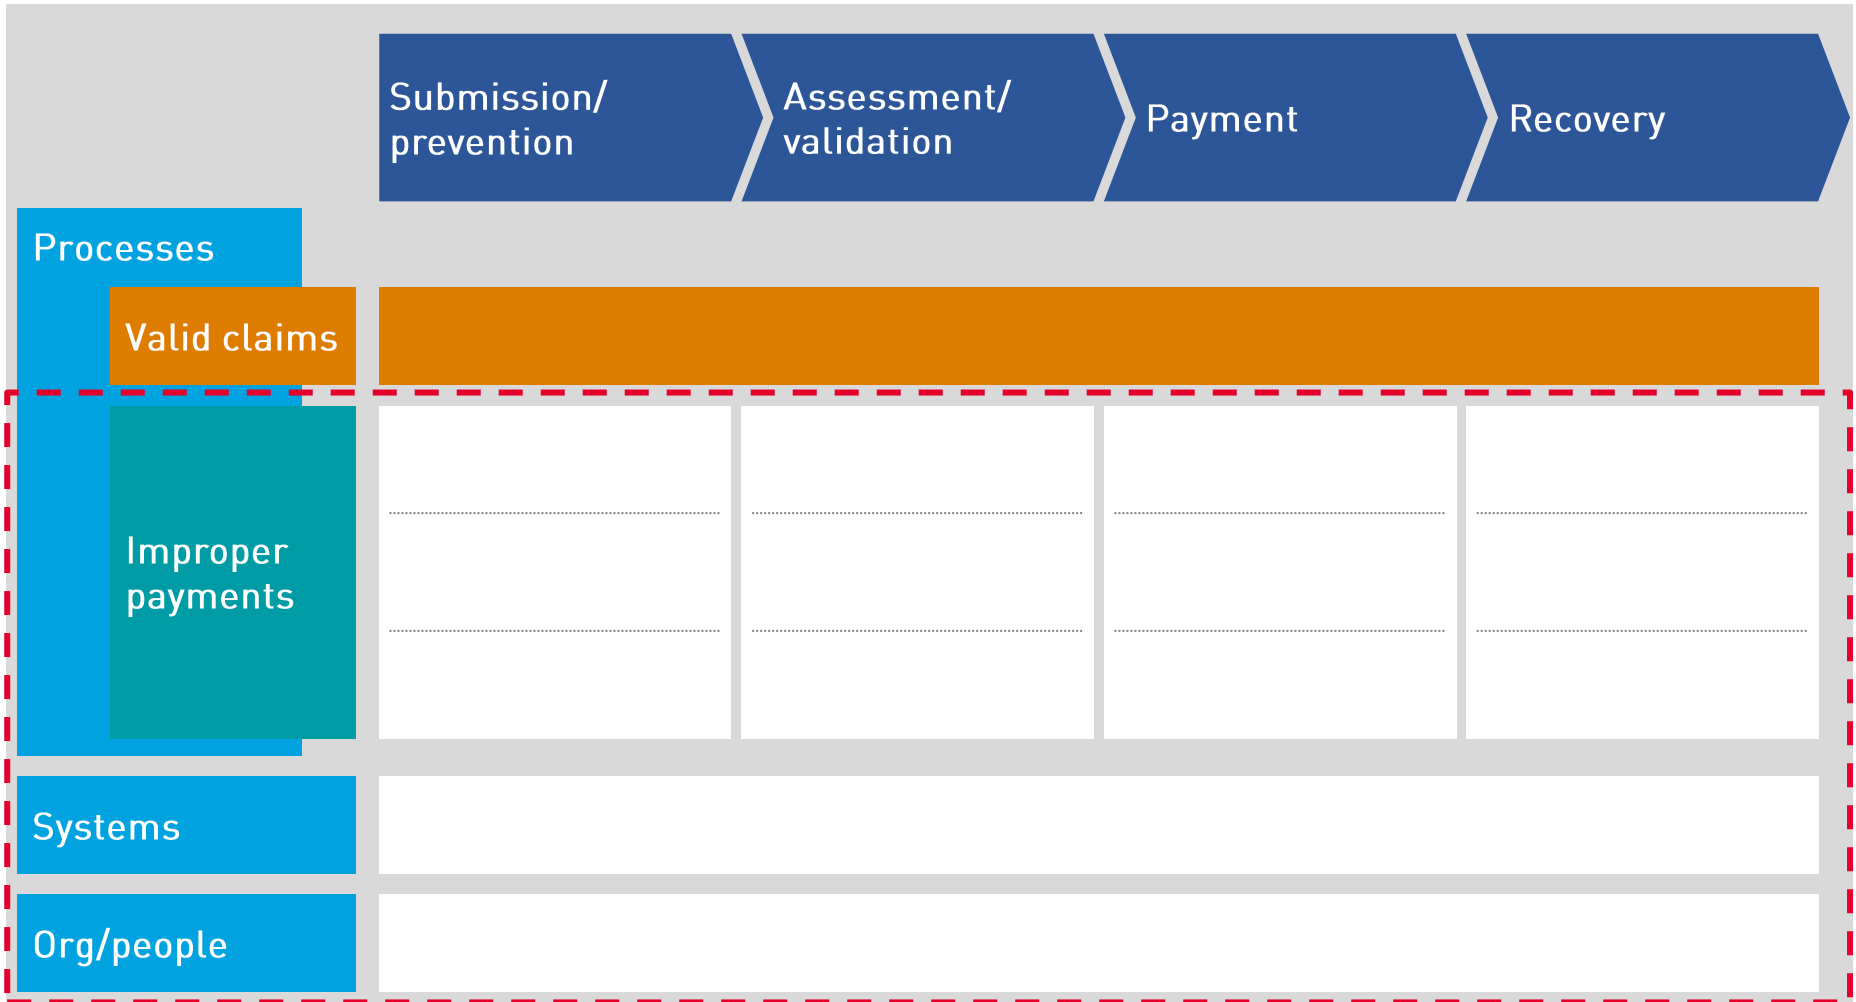 Submission/
prevention
Assessment/
validation
Payment
Recovery
Processes
Valid claims
Improper
payments
Systems
Org/people